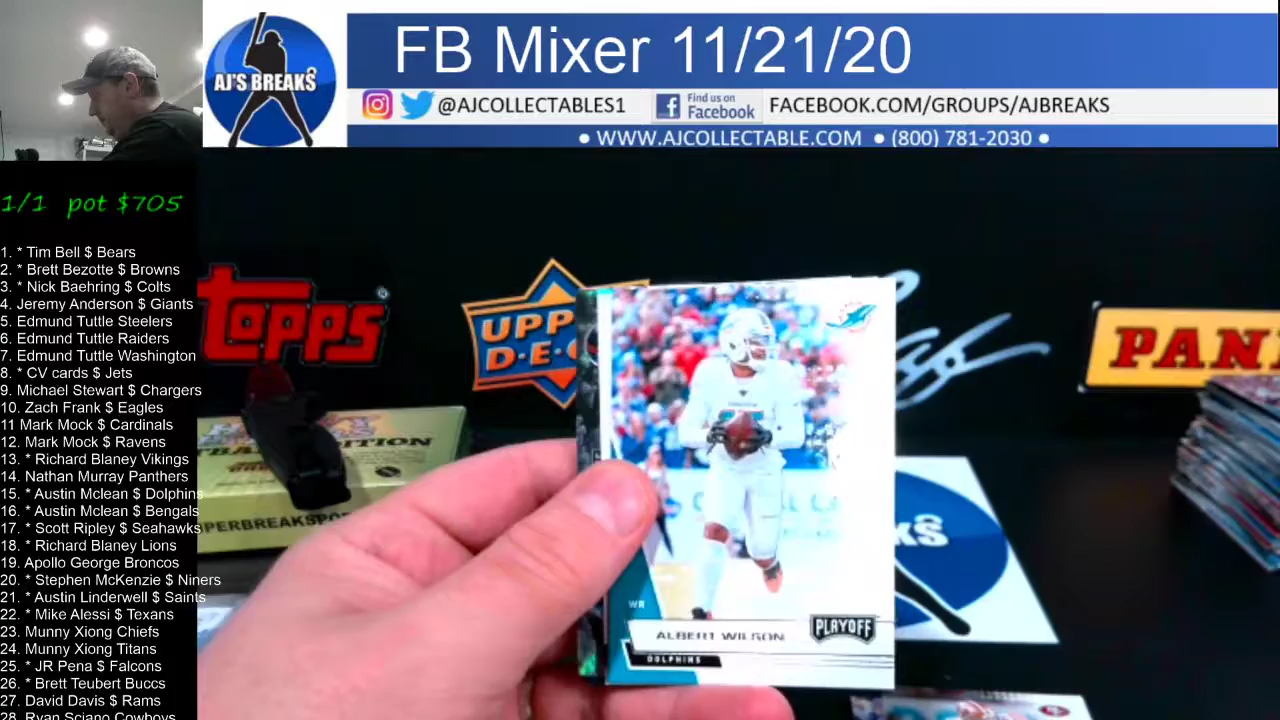 FB Mixer 11/21/20
AJ'S BREAKS
@AJCOLLECTABLES1
Find us on
Facebook
FACEBOOK.COM/GROUPS/AJBREAKS
● WWW.AJCOLLECTABLE.COM ● (800) 781-2030 ●
1/1 pot $705
1. * Tim Bell $ Bears
2. * Brett Bezotte $ Browns
3. * Nick Baehring $ Colts
4. Jeremy Anderson $ Giants
5. Edmund Tuttle Steelers
6. Edmund Tuttle Raiders
7. Edmund Tuttle Washington
8. * CV cards $ Jets
9. Michael Stewart $ Chargers
10. Zach Frank $ Eagles
11 Mark Mock $ Cardinals
12. Mark Mock $ Ravens
13. * Richard Blaney Vikings
14. Nathan Murray Panthers
15. * Austin Mclean $ Dolphins
16. * Austin Mclean $ Bengals
17. * Scott Ripley $ Seahawks
18. * Richard Blaney Lions
19. Apollo George Broncos
20. * Stephen McKenzie $ Niners
21. * Austin Linderwell $ Saints
22. * Mike Alessi $ Texans
23. Munny Xiong Chiefs
24. Munny Xiong Titans
25. * JR Pena $ Falcons
26. * Brett Teubert Buccs
27. David Davis $ Rams
28. Ryan Sciano Cowboys
Topps
UPP
D·E·
PANI
WR
ALBERT WILSON
PLAYOFF
DOLPHINS